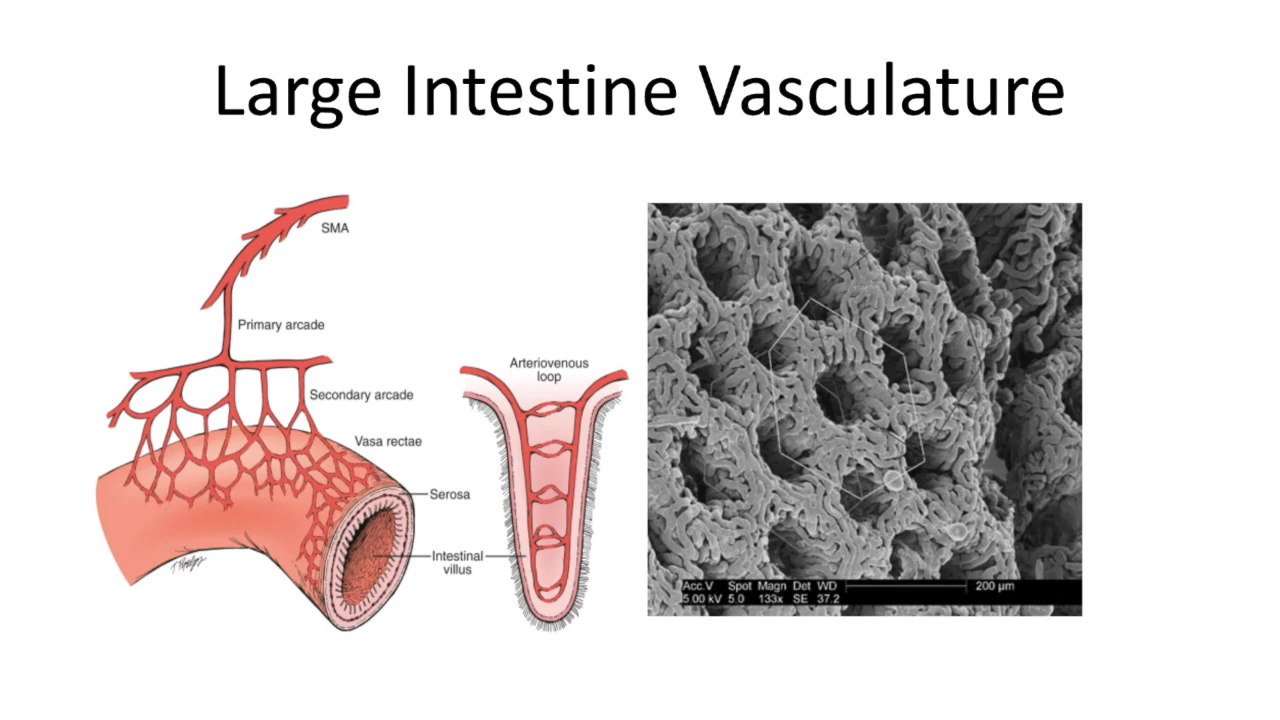 Large Intestine Vasculature
SMA
Primary arcade
Secondary arcade
Vasa rectae
Serosa
Intestinal
villus
Arteriovenous
loop
Acc.V Spot Magn Det WD
5.00 kV 5.0 133x SE 37.2
200 µm